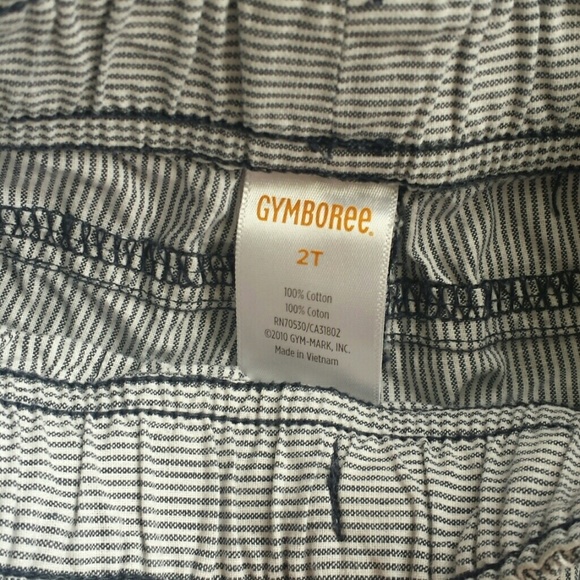 GYMBOREE
2T
100% Cotton
100% Coton
RN70530/CA31802
©2010 GYM-MARK, INC.
Made in Vietnam